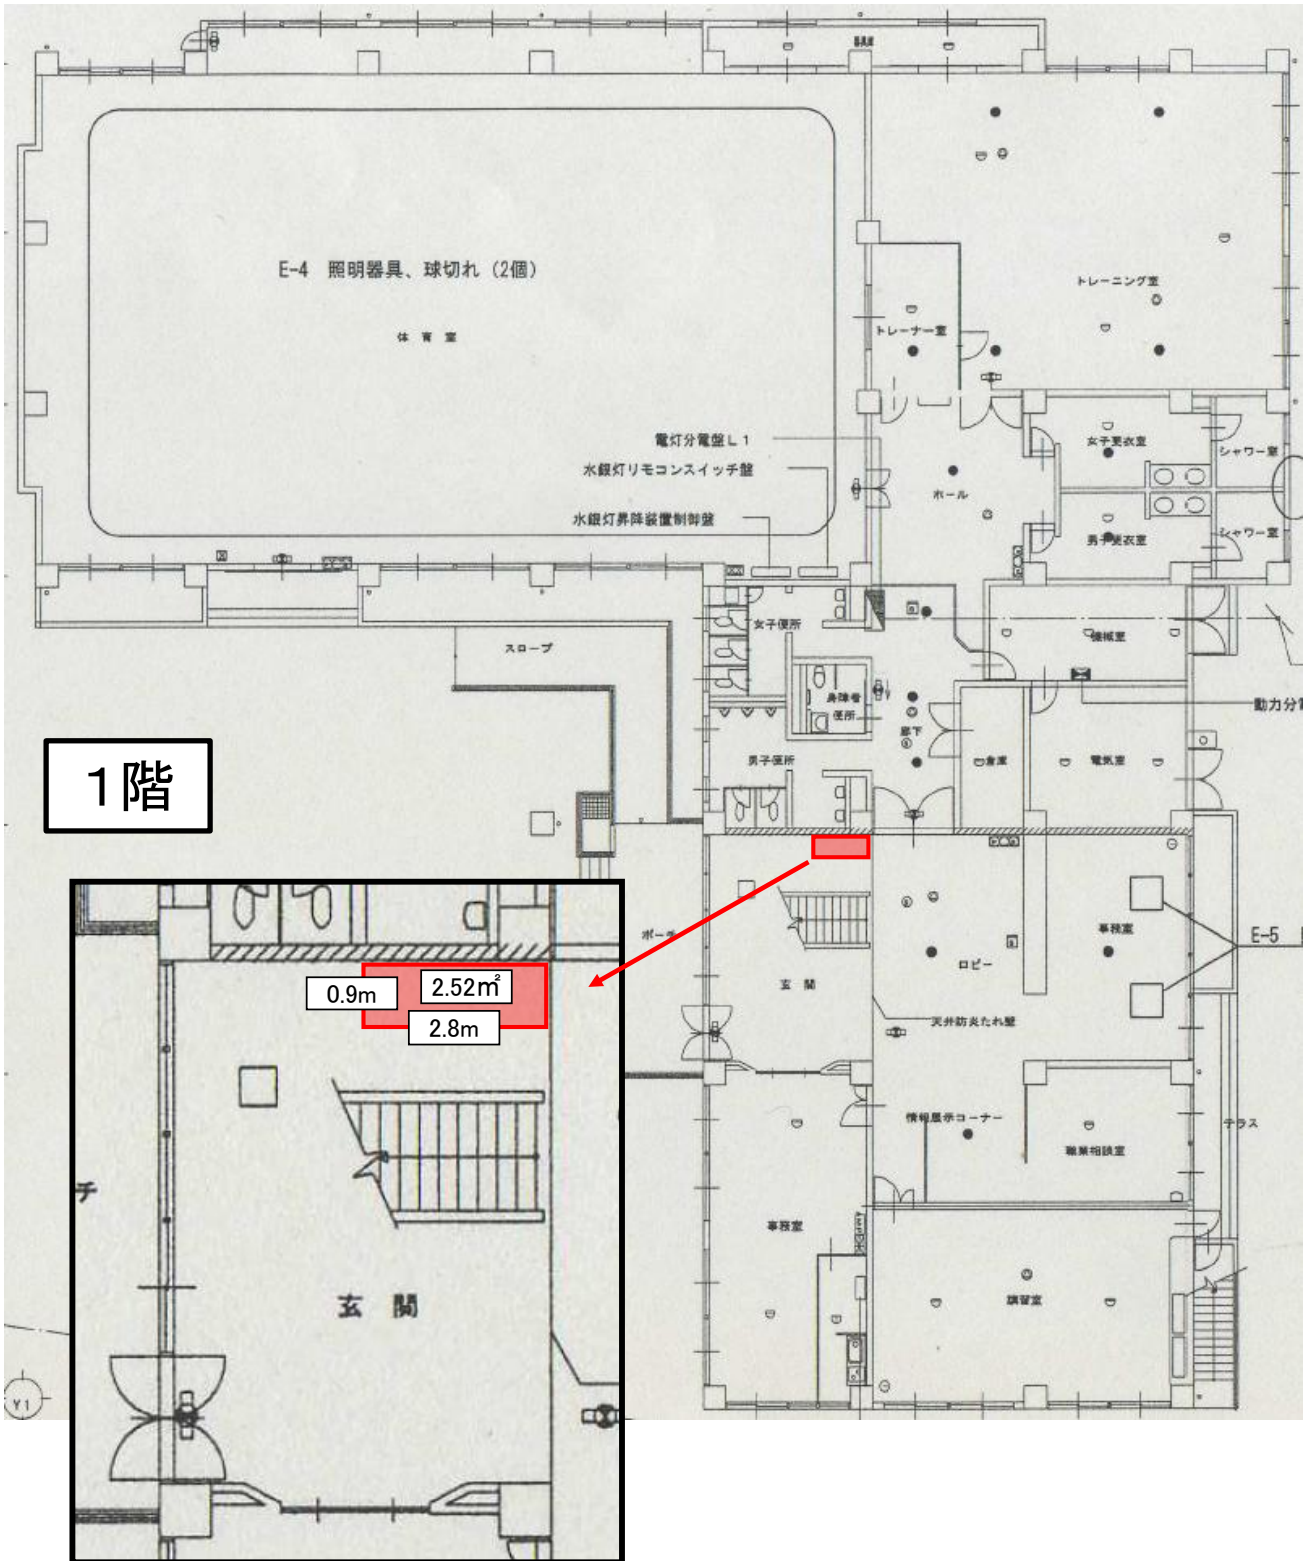 器具庫
E-4 照明器具、球切れ（2個）
体育室
トレーニング室
トレーナー室
電灯分電盤L1
水銀灯リモコンスイッチ盤
水銀灯昇降装置制御盤
ホール
女子更衣室
シャワー室
男子更衣室
シャワー室
女子便所
機械室
スロープ
身障者
便所
動力分
廊下
男子便所
倉庫
電気室
1階
ポーチ
ロビー
事務室
E-5
玄関
天井防炎たれ壁
0.9m
2.52㎡
2.8m
情報展示コーナー
職業相談室
テラス
チ
事務室
玄関
講習室
Y1